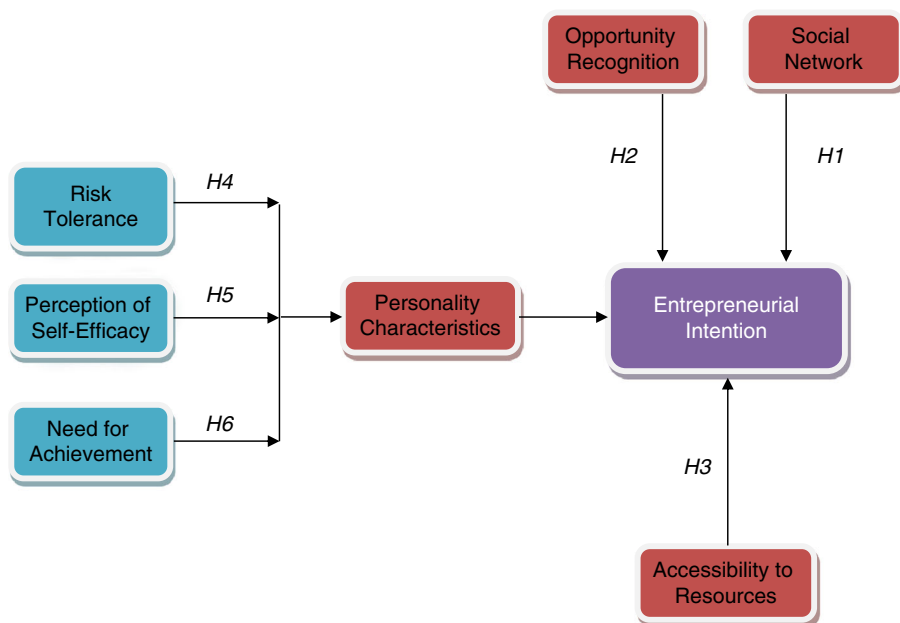 Opportunity
Recognition
Social
Network
H2
H1
Risk
Tolerance
H4
Perception of
Self-Efficacy
H5
Personality
Characteristics
Entrepreneurial
Intention
Need for
Achievement
H6
H3
Accessibility to
Resources